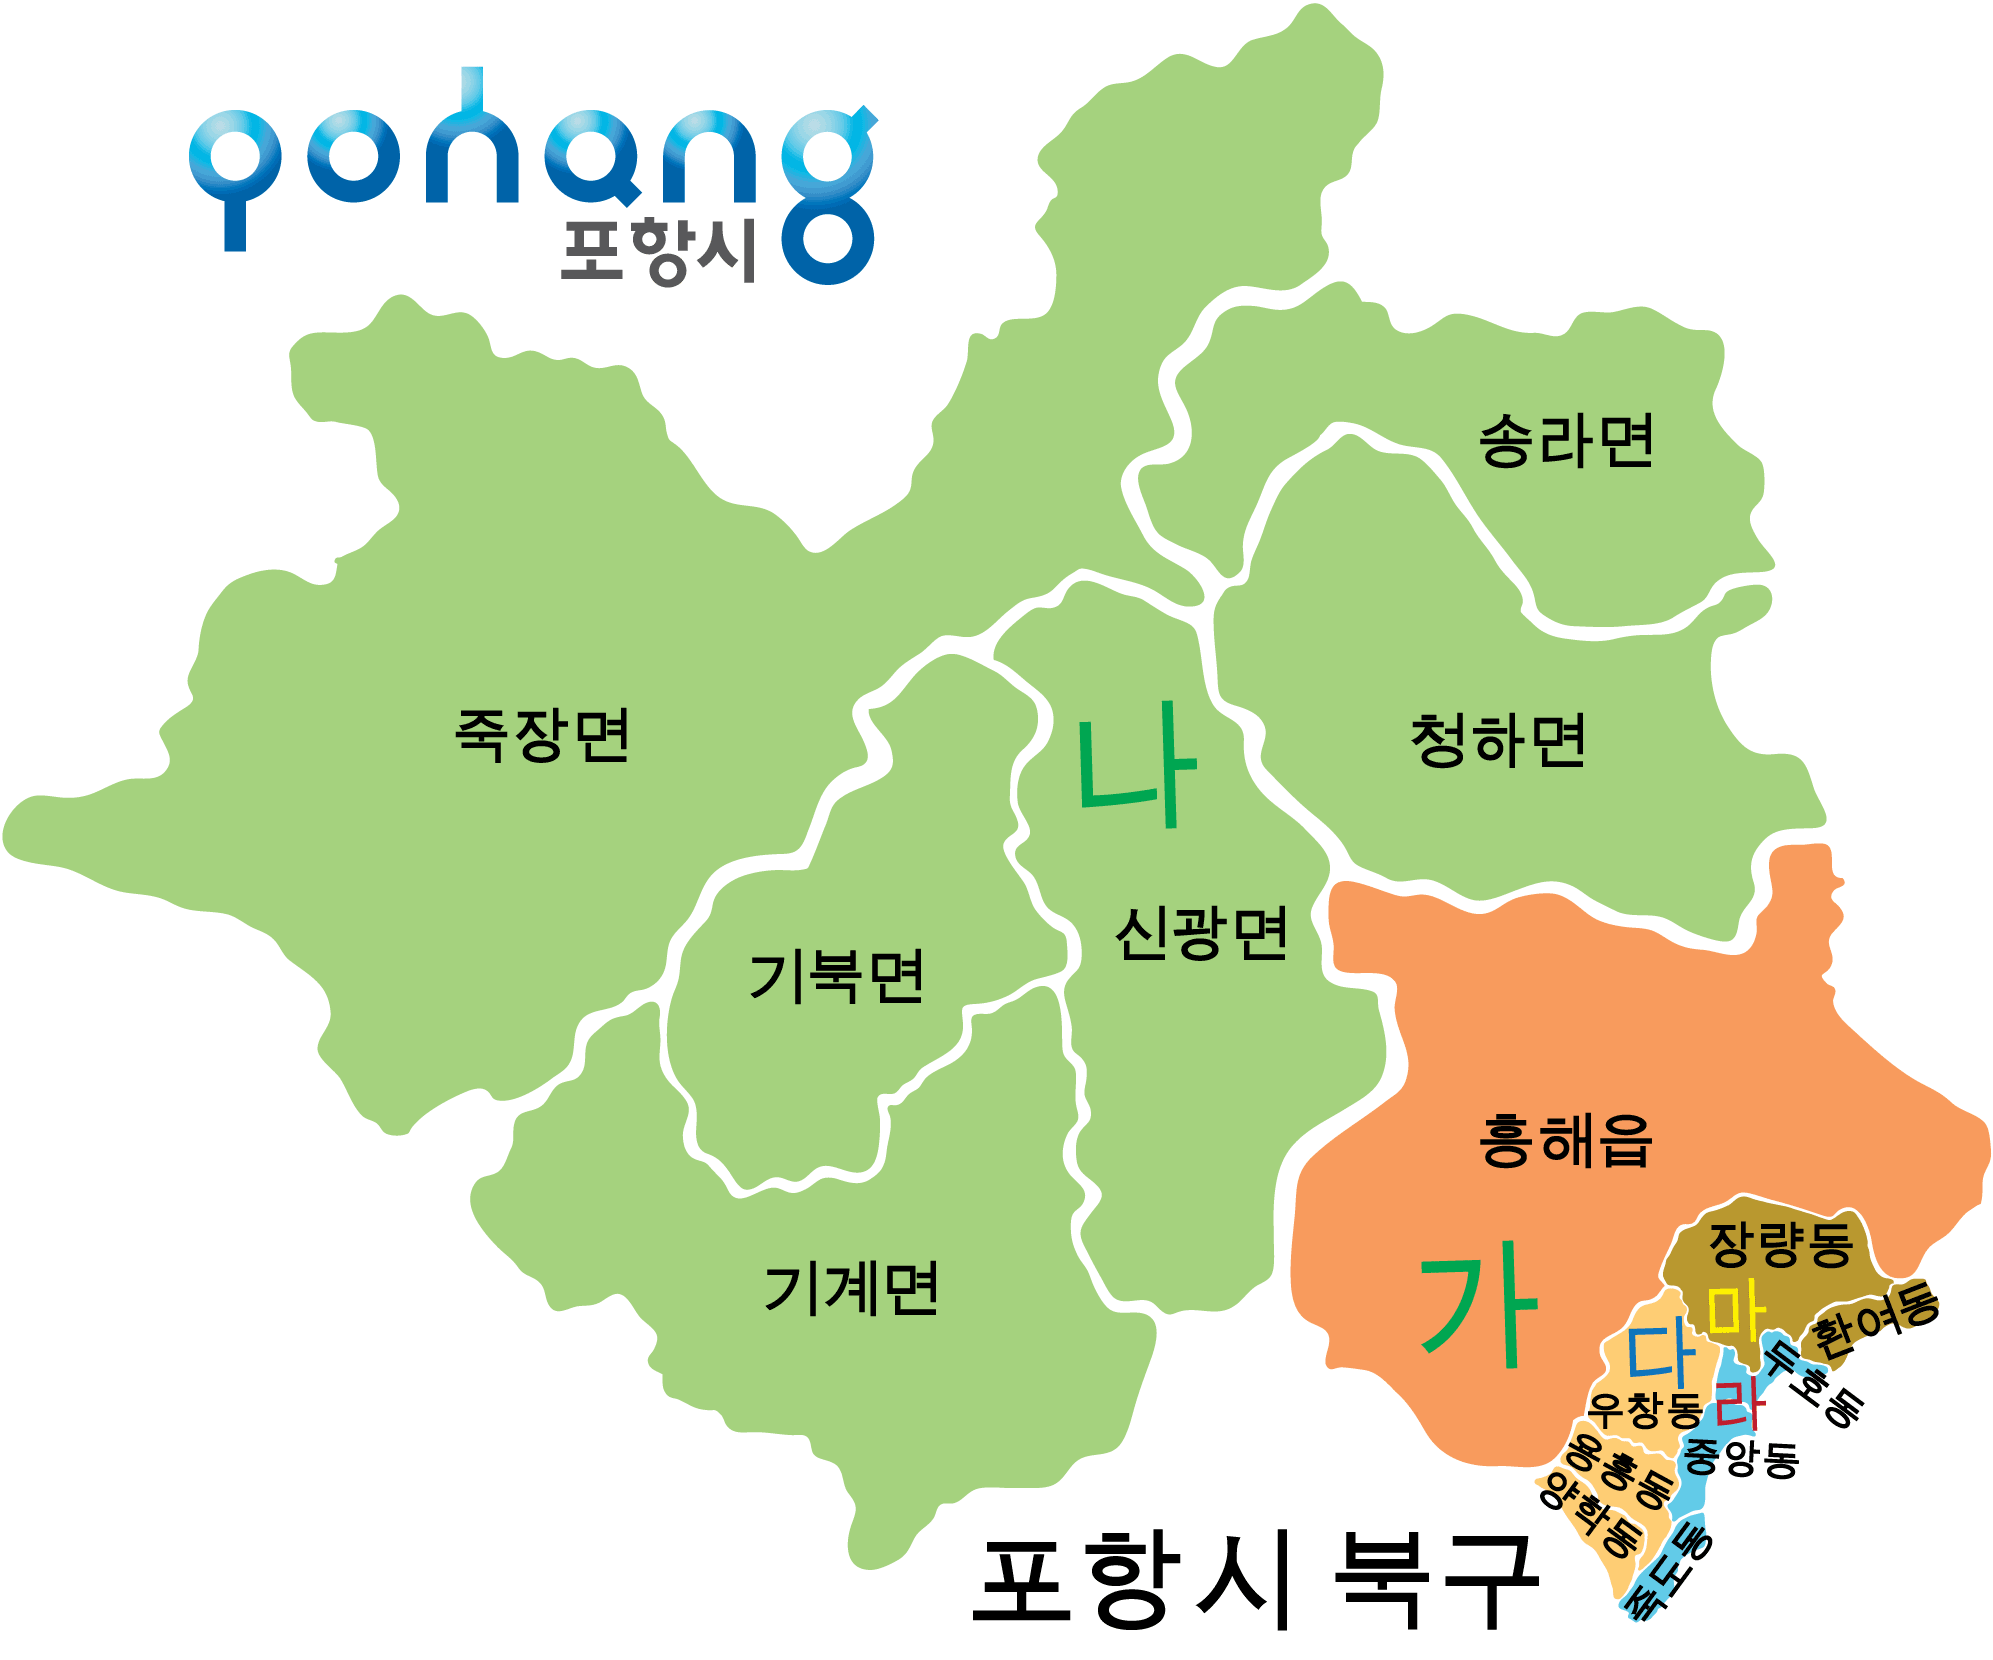 pohang
포항시
송라면
죽장면
청하면
나
신광면
기북면
흥해읍
장량동
가
기계면
마
환여동
다
두호동
라
우창동
중앙동
용흥동
양학동
죽도동
포항시 북구